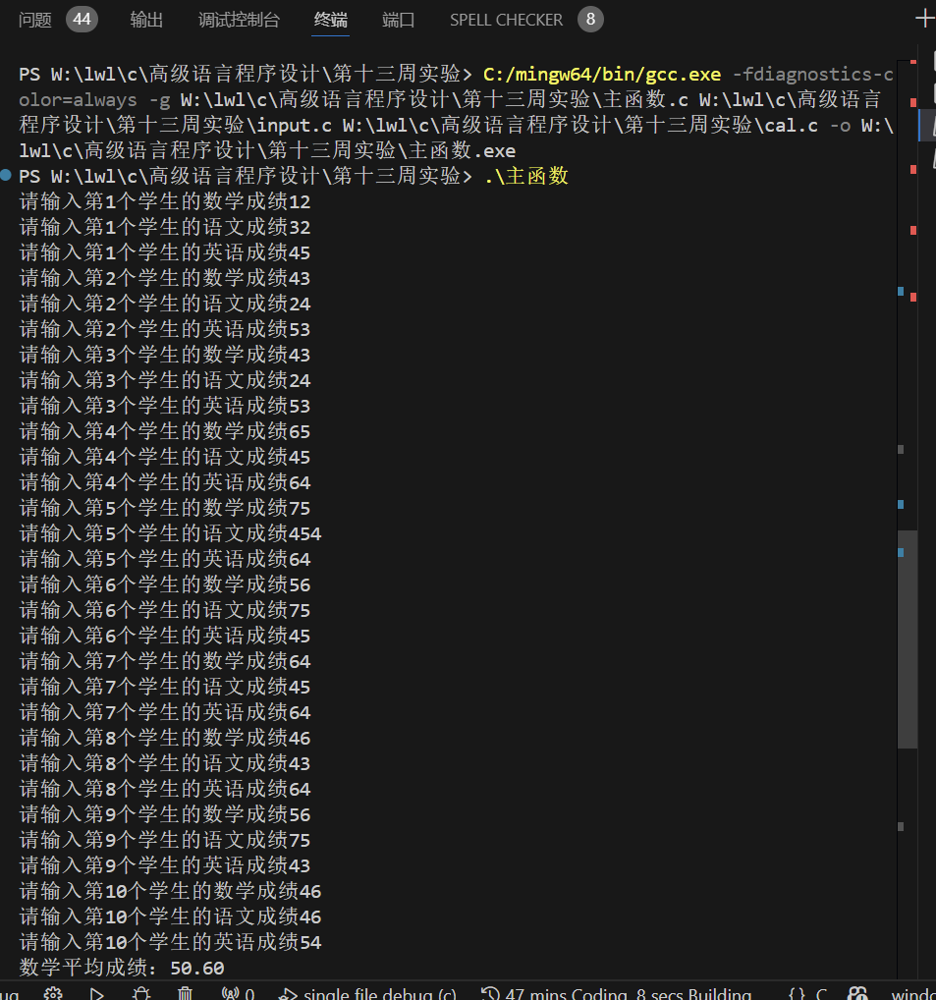 问题 44 输出 调试控制台 终端 端口 SPELL CHECKER 8
PS W:\lwl\c\高级语言程序设计\第十三周实验> C:/mingw64/bin/gcc.exe -fdiagnostics-c
olor=always -g W:\lwl\c\高级语言程序设计\第十三周实验\主函数.c W:\lwl\c\高级语言
程序设计\第十三周实验\input.c W:\lwl\c\高级语言程序设计\第十三周实验\cal.c -o W:\
lwl\c\高级语言程序设计\第十三周实验\主函数.exe
PS W:\lwl\c\高级语言程序设计\第十三周实验> .\主函数
请输入第1个学生的数学成绩12
请输入第1个学生的语文成绩32
请输入第1个学生的英语成绩45
请输入第2个学生的数学成绩43
请输入第2个学生的语文成绩24
请输入第2个学生的英语成绩53
请输入第3个学生的数学成绩43
请输入第3个学生的语文成绩24
请输入第3个学生的英语成绩53
请输入第4个学生的数学成绩65
请输入第4个学生的语文成绩45
请输入第4个学生的英语成绩64
请输入第5个学生的数学成绩75
请输入第5个学生的语文成绩454
请输入第5个学生的英语成绩64
请输入第6个学生的数学成绩56
请输入第6个学生的语文成绩75
请输入第6个学生的英语成绩45
请输入第7个学生的数学成绩64
请输入第7个学生的语文成绩45
请输入第7个学生的英语成绩64
请输入第8个学生的数学成绩46
请输入第8个学生的语文成绩43
请输入第8个学生的英语成绩64
请输入第9个学生的数学成绩56
请输入第9个学生的语文成绩75
请输入第9个学生的英语成绩43
请输入第10个学生的数学成绩46
请输入第10个学生的语文成绩46
请输入第10个学生的英语成绩54
数学平均成绩：50.60
0 single file debug (c) 47 mins Coding, 8 secs Building {} C